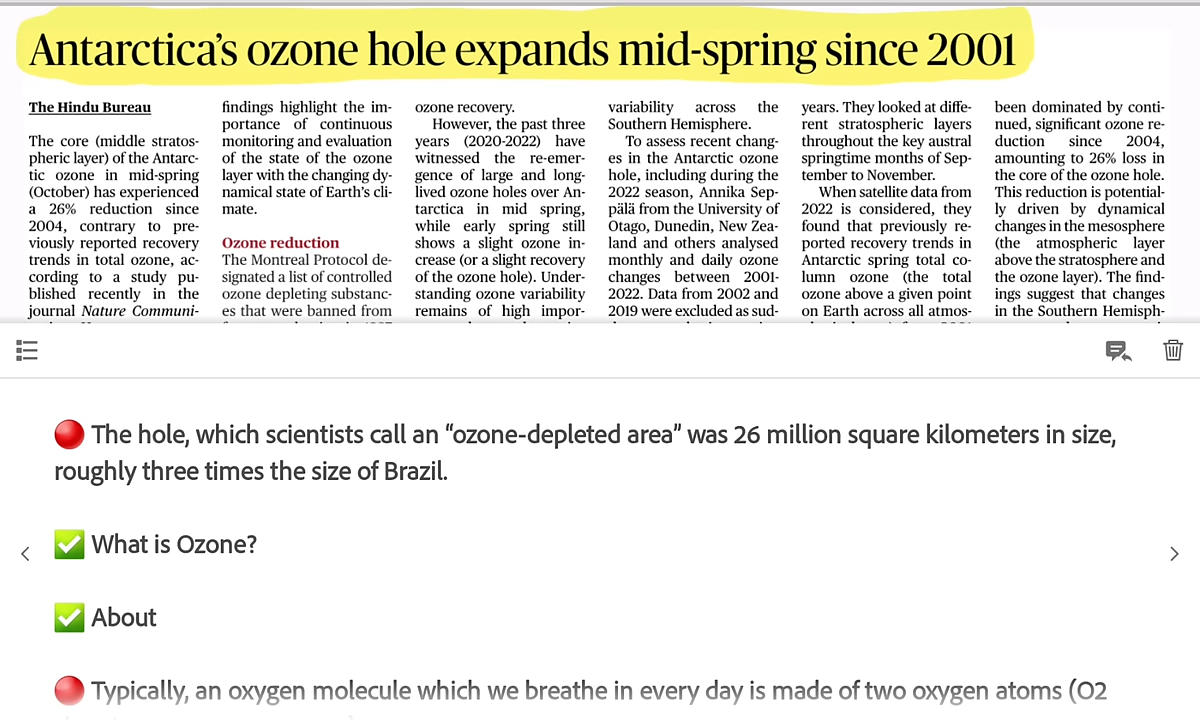 Antarctica's ozone hole expands mid-spring since 2001
The Hindu Bureau
The core (middle stratos-
pheric layer) of the Antarc-
tic ozone in mid-spring
(October) has experienced
a 26% reduction since
2004, contrary to pre-
viously reported recovery
trends in total ozone, ac-
cording to a study pu-
blished recently in the
journal Nature Communi-
findings highlight the im-
portance of continuous
monitoring and evaluation
of the state of the ozone
layer with the changing dy-
namical state of Earth's cli-
mate.
Ozone reduction
The Montreal Protocol de-
signated a list of controlled
ozone depleting substanc-
es that were banned from
ozone recovery.
However, the past three
years (2020-2022) have
witnessed the re-emer-
gence of large and long-
lived ozone holes over An-
tarctica in mid spring,
while early spring still
shows a slight ozone in-
crease (or a slight recovery
of the ozone hole). Under-
standing ozone variability
remains of high impor-
variability across the
Southern Hemisphere.
To assess recent chang-
es in the Antarctic ozone
hole, including during the
2022 season, Annika Sep-
pälä from the University of
Otago, Dunedin, New Zea-
land and others analysed
monthly and daily ozone
changes between 2001-
2022. Data from 2002 and
2019 were excluded as sud-
years. They looked at diffe-
rent stratospheric layers
throughout the key austral
springtime months of Sep-
tember to November.
When satellite data from
2022 is considered, they
found that previously re-
ported recovery trends in
Antarctic spring total co-
lumn ozone (the total
ozone above a given point
on Earth across all atmos-
been dominated by conti-
nued, significant ozone re-
duction since 2004,
amounting to 26% loss in
the core of the ozone hole.
This reduction is potential-
ly driven by dynamical
changes in the mesosphere
(the atmospheric layer
above the stratosphere and
the ozone layer). The find-
ings suggest that changes
in the Southern Hemisph-
🔴 The hole, which scientists call an “ozone-depleted area” was 26 million square kilometers in size,
roughly three times the size of Brazil.
✅ What is Ozone?
✅ About
🔴 Typically, an oxygen molecule which we breathe in every day is made of two oxygen atoms (O2